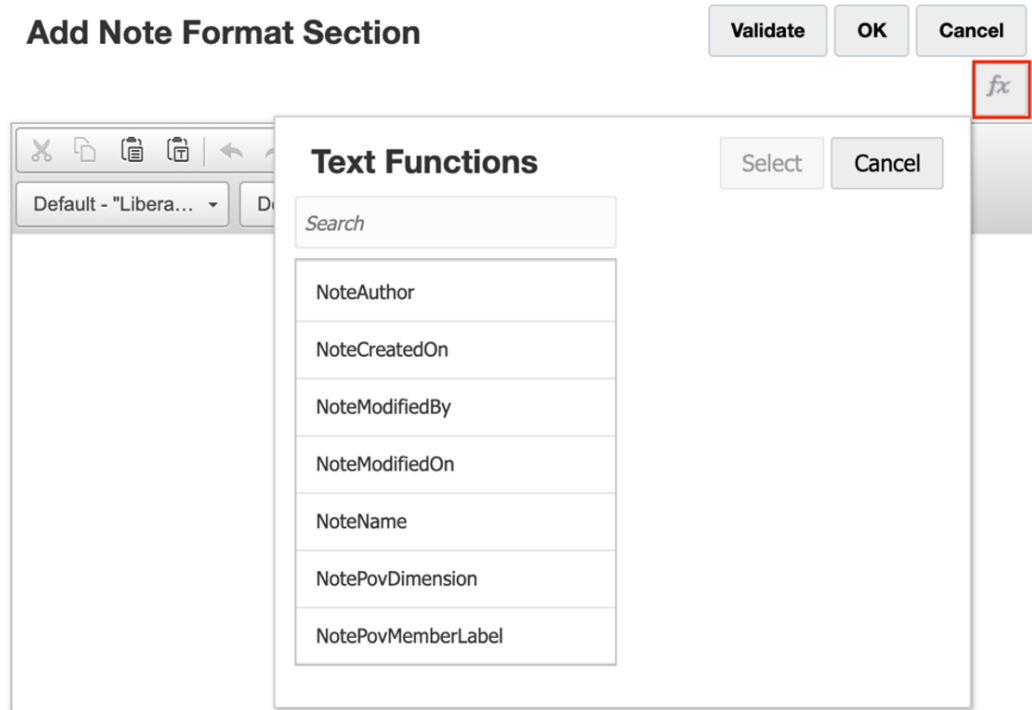 Add Note Format Section
Validate
OK
Cancel
fx
Text Functions
Select
Cancel
Default - "Libera...
Search
NoteAuthor
NoteCreatedOn
NoteModifiedBy
NoteModifiedOn
NoteName
NotePovDimension
NotePovMemberLabel